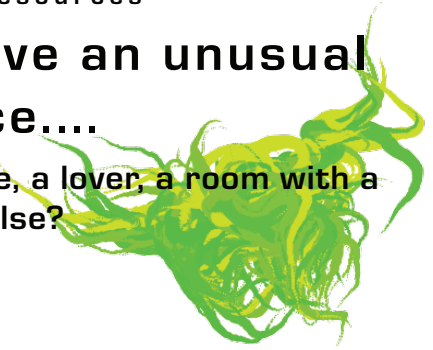 ve an unusual
ce....
e, a lover, a room with a
lse?